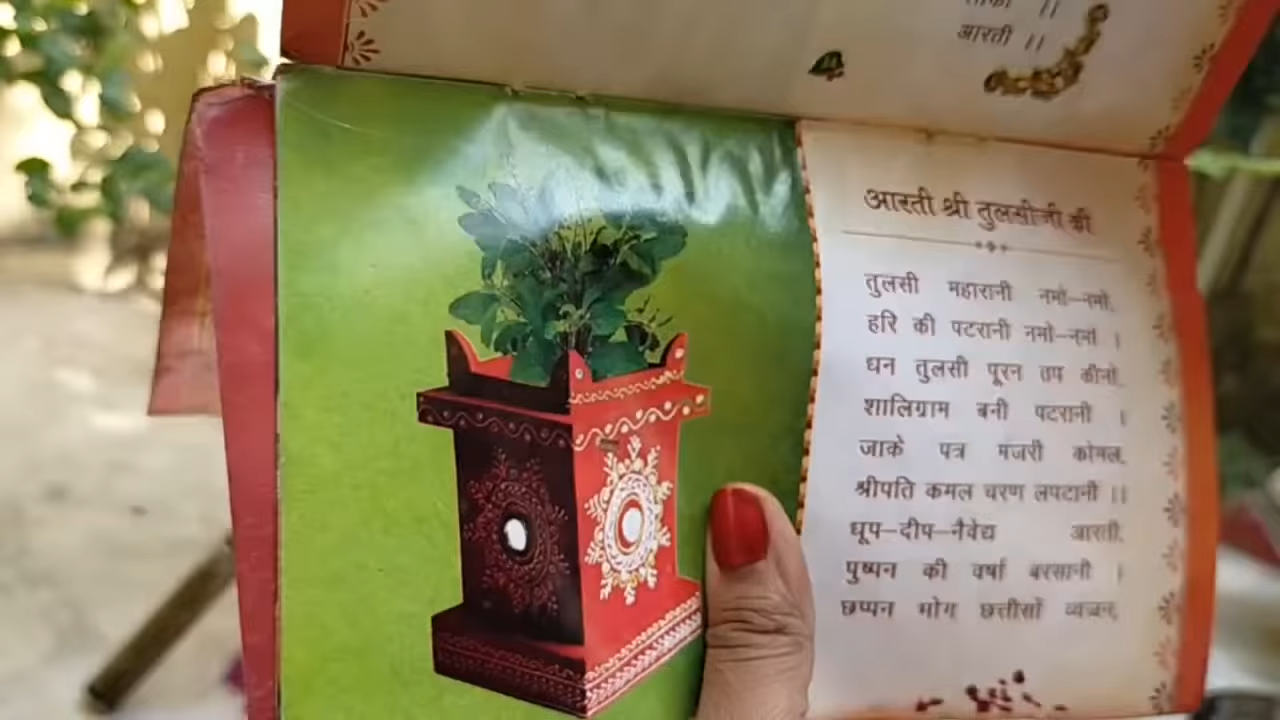 आरती ।।
आरती श्री तुलसीजी की
तुलसी महारानी नमो-नमो,
हरि की पटरानी नमो-नमो ।
धन तुलसी पूरन तप कीनो,
शालिग्राम बनी पटरानी ।
जाके पत्र मंजरी कोमल,
श्रीपति कमल चरण लपटानी ।।
धूप-दीप-नैवेद्य आरती,
पुष्पन की वर्षा बरसानी ।
छप्पन भोग छत्तीसों व्यंजन,